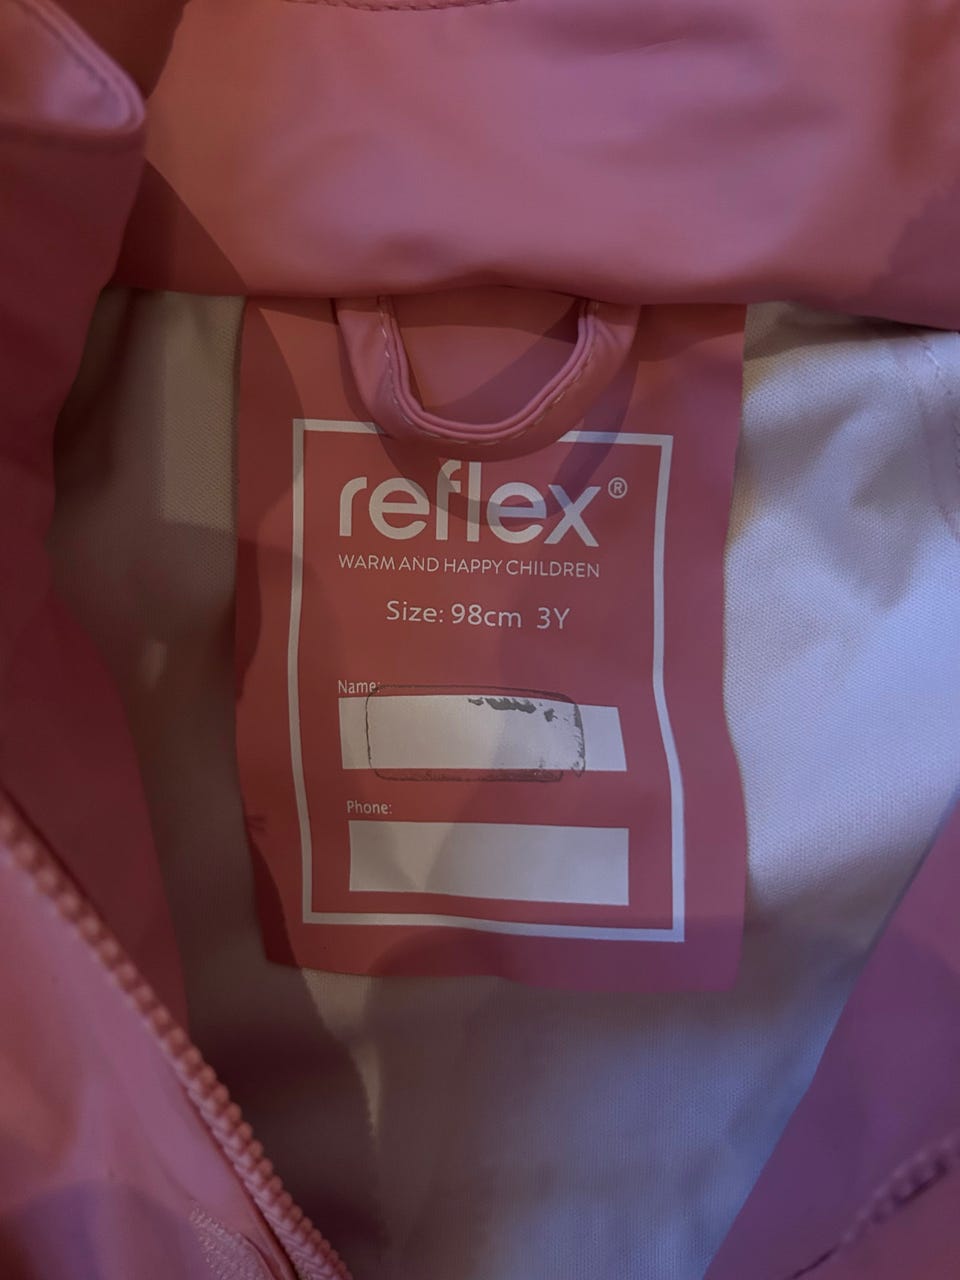 reflex®
WARM AND HAPPY CHILDREN
Size: 98cm 3Y
Name:
Phone: